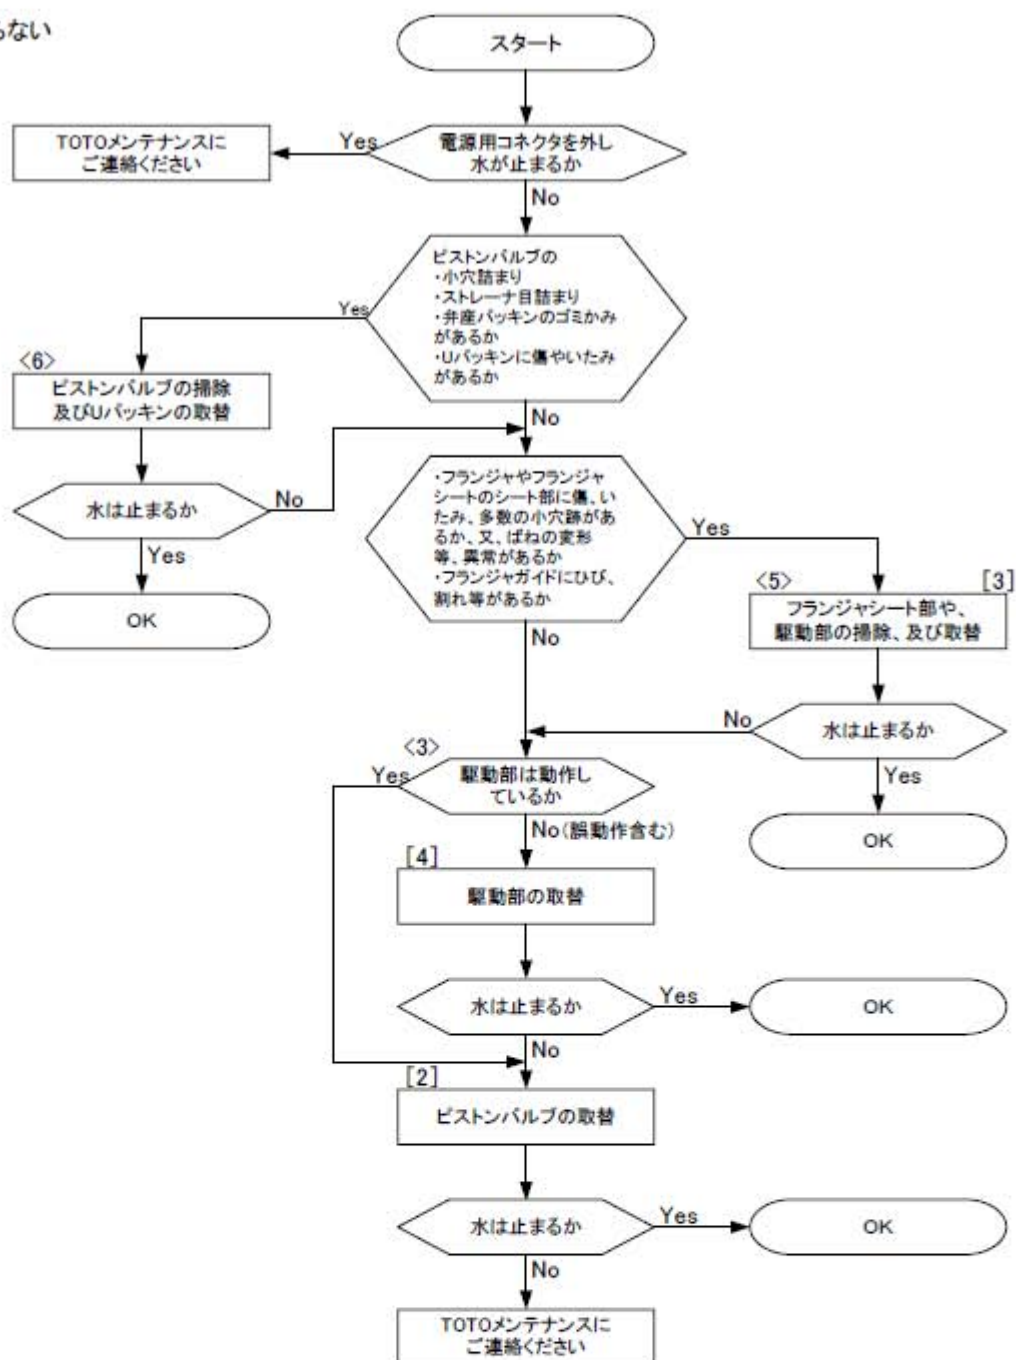 らない
スタート
Yes
TOTOメンテナンスに
ご連絡ください
電源用コネクタを外し
水が止まるか
No
ピストンバルブの
・小穴詰まり
・ストレーナ目詰まり
・弁座パッキンのゴミかみ
があるか
・Uパッキンに傷やいたみ
があるか
Yes
<6>
ピストンバルブの掃除
及びUパッキンの取替
No
水は止まるか
No
Yes
OK
・フランジャやフランジャ
シートのシート部に傷、い
たみ、多数の小穴跡があ
るか、又、ばねの変形
等、異常があるか
・フランジャガイドにひび、
割れ等があるか
Yes
<5>
[3]
フランジャシート部や、
駆動部の掃除、及び取替
No
水は止まるか
No
Yes
OK
<3>
Yes
駆動部は動作し
ているか
No(誤動作含む)
[4]
駆動部の取替
水は止まるか
Yes
OK
No
[2]
ピストンバルブの取替
水は止まるか
Yes
OK
No
TOTOメンテナンスに
ご連絡ください